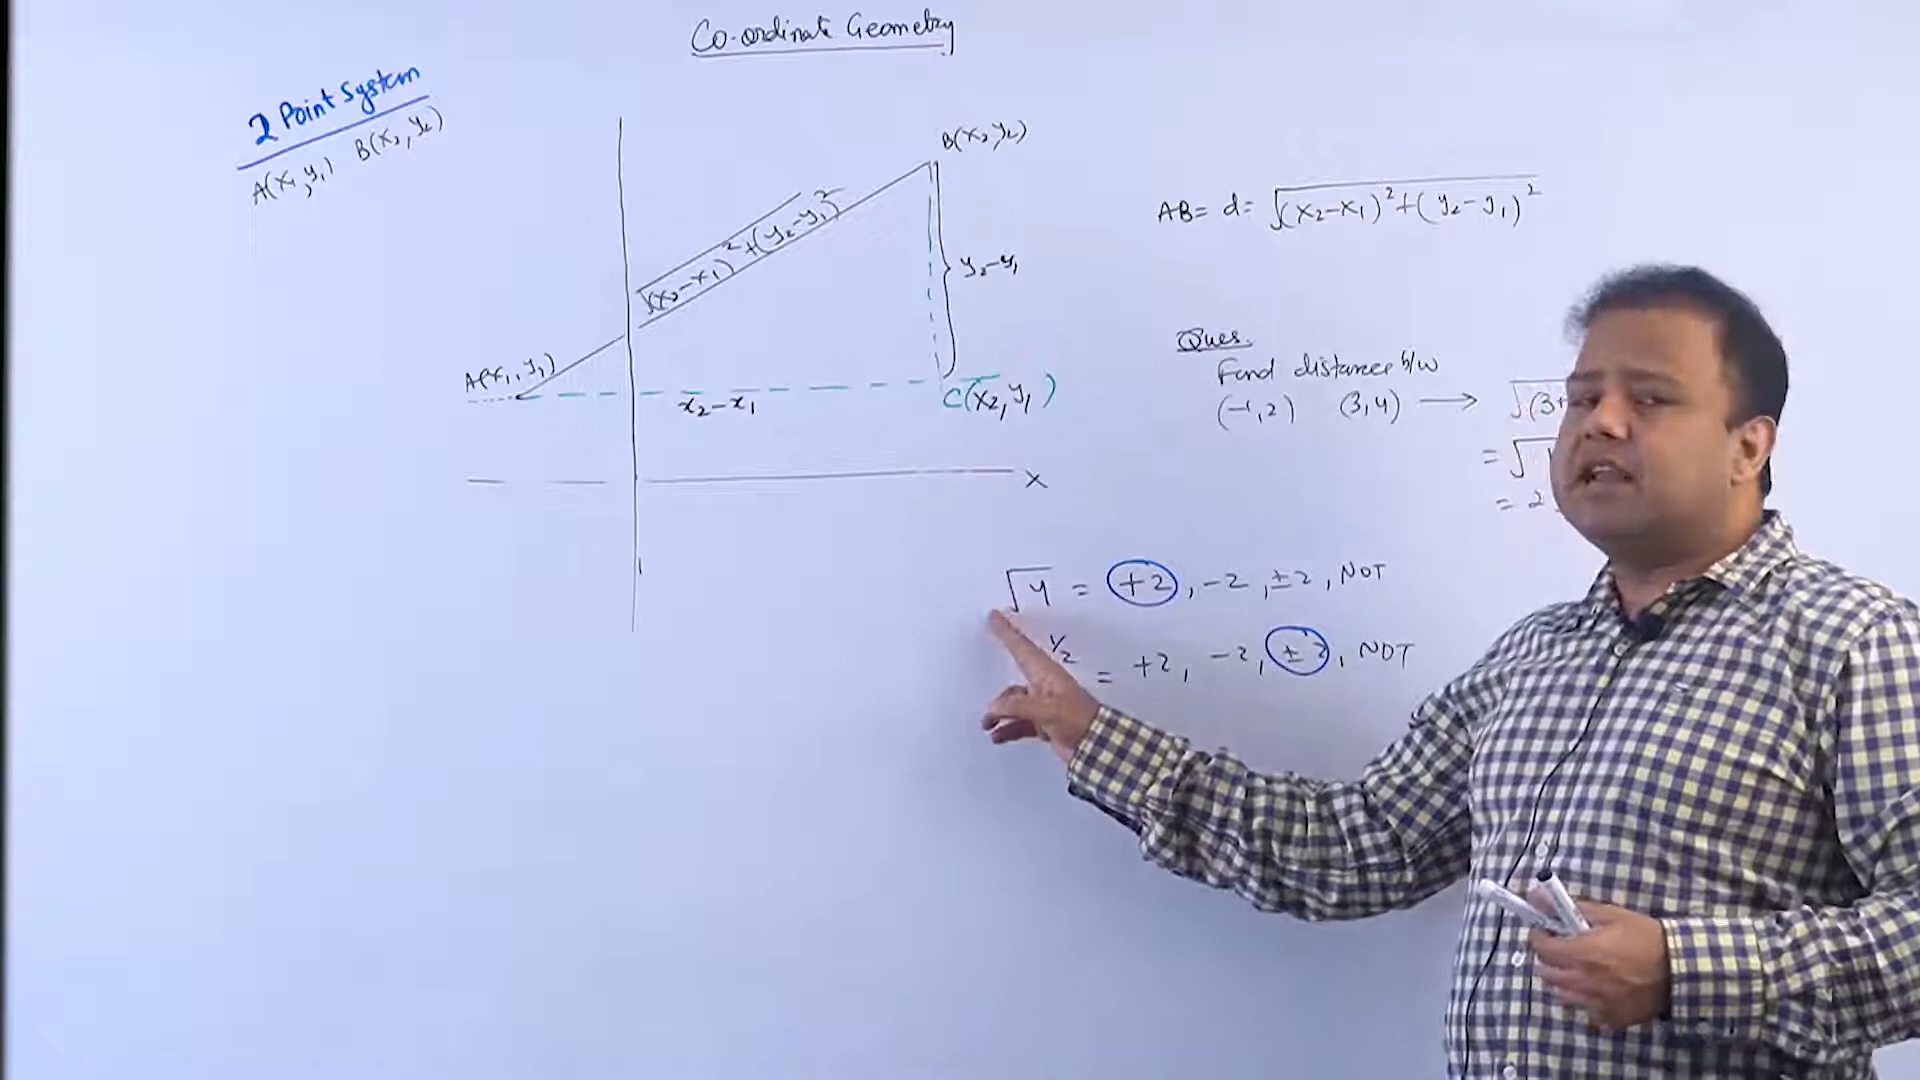 Co-ordinate Geometry
2 Point System
A(x₁, y₁) B(x₂, y₂)
B(x₂, y₂)
√(x₂-x₁)²+(y₂-y₁)²
y₂-y₁
A(x₁, y₁)
x₂-x₁
C(x₂, y₁)
x
AB= d= √(x₂-x₁)²+(y₂-y₁)²
Ques.
Find distance b/w
(-1,2) (3,4) → √(3+
= √
= 2
√4 = +2, -2, ±2, NOT
1/2 = +2, -2, ±2, NOT